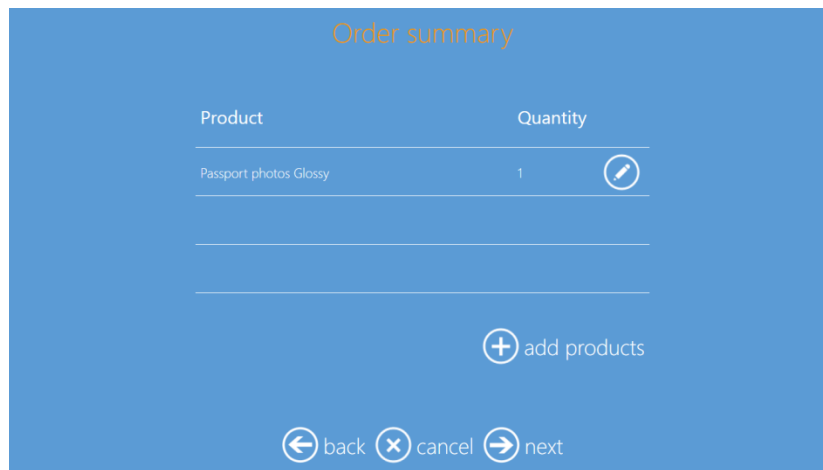 Order summary
Product Quantity
Passport photos Glossy 1
add products
back cancel next